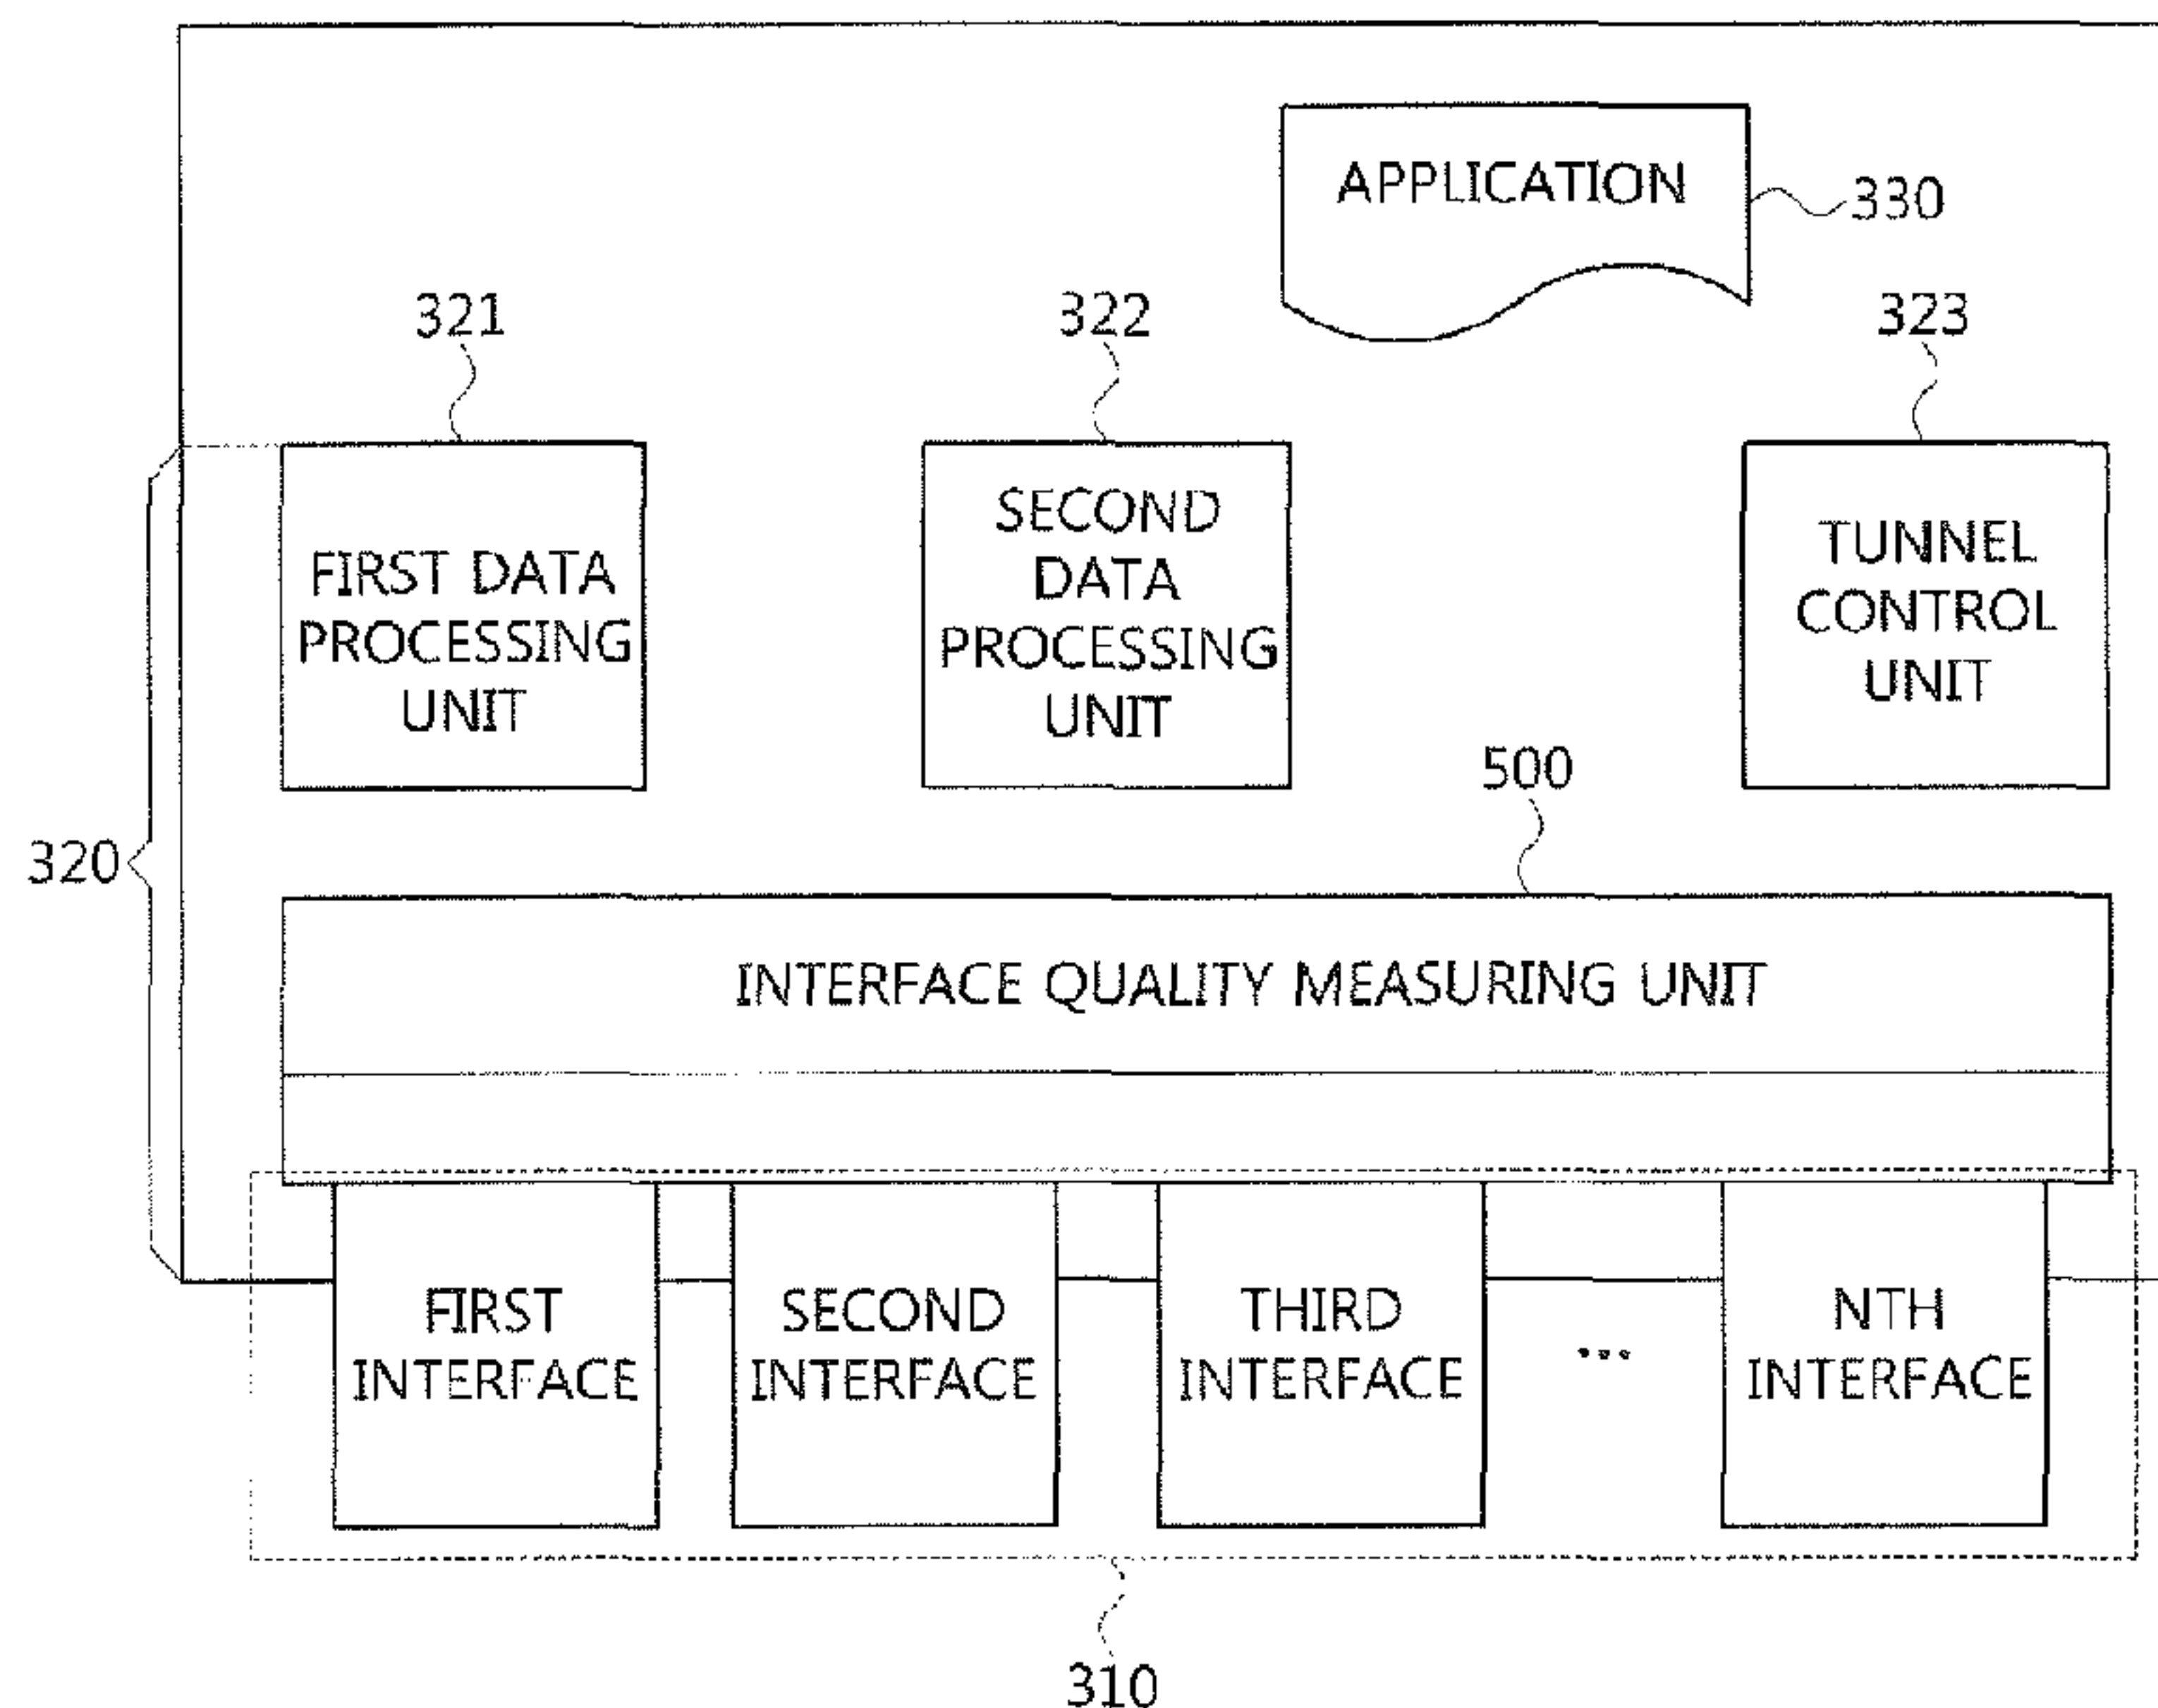 APPLICATION
330
321
322
323
FIRST DATA
PROCESSING
UNIT
SECOND
DATA
PROCESSING
UNIT
TUNNEL
CONTROL
UNIT
500
320
INTERFACE QUALITY MEASURING UNIT
FIRST
INTERFACE
SECOND
INTERFACE
THIRD
INTERFACE
...
NTH
INTERFACE
310